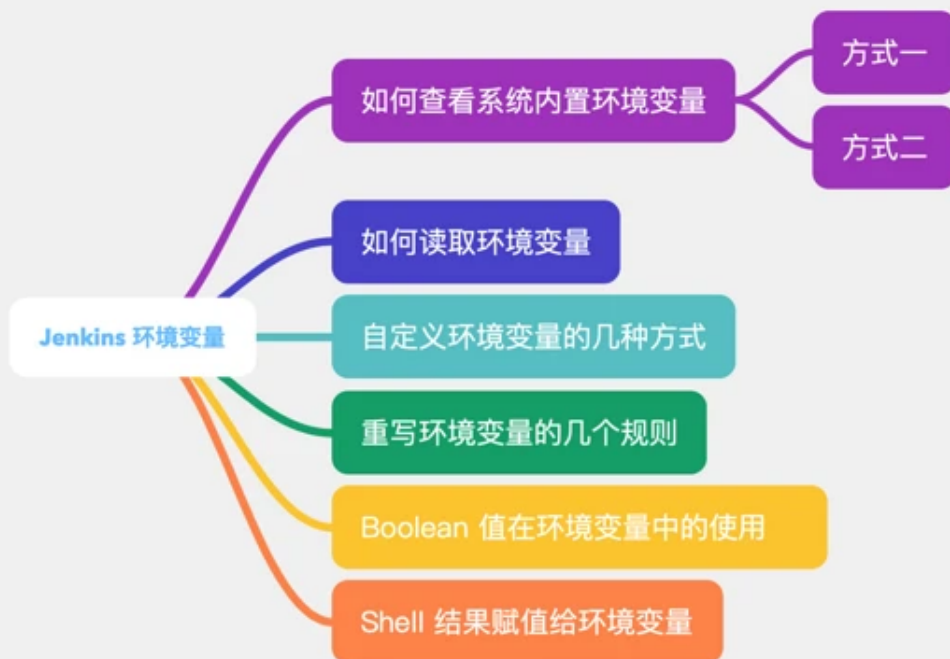 Jenkins 环境变量
如何查看系统内置环境变量
方式一
方式二
如何读取环境变量
自定义环境变量的几种方式
重写环境变量的几个规则
Boolean 值在环境变量中的使用
Shell 结果赋值给环境变量